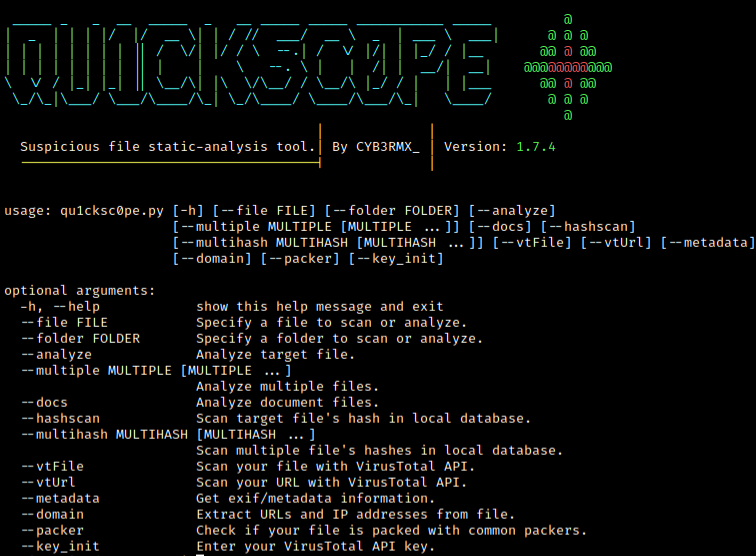 QU1CKSC0PE
Suspicious file static-analysis tool.| By CYB3RMX_ | Version: 1.7.4
usage: qu1cksc0pe.py [-h] [--file FILE] [--folder FOLDER] [--analyze]
[--multiple MULTIPLE [MULTIPLE ...]] [--docs] [--hashscan]
[--multihash MULTIHASH [MULTIHASH ...]] [--vtFile] [--vtUrl] [--metadata]
[--domain] [--packer] [--key_init]
optional arguments:
-h, --help show this help message and exit
--file FILE Specify a file to scan or analyze.
--folder FOLDER Specify a folder to scan or analyze.
--analyze Analyze target file.
--multiple MULTIPLE [MULTIPLE ...]
Analyze multiple files.
--docs Analyze document files.
--hashscan Scan target file's hash in local database.
--multihash MULTIHASH [MULTIHASH ...]
Scan multiple file's hashes in local database.
--vtFile Scan your file with VirusTotal API.
--vtUrl Scan your URL with VirusTotal API.
--metadata Get exif/metadata information.
--domain Extract URLs and IP addresses from file.
--packer Check if your file is packed with common packers.
--key_init Enter your VirusTotal API key.